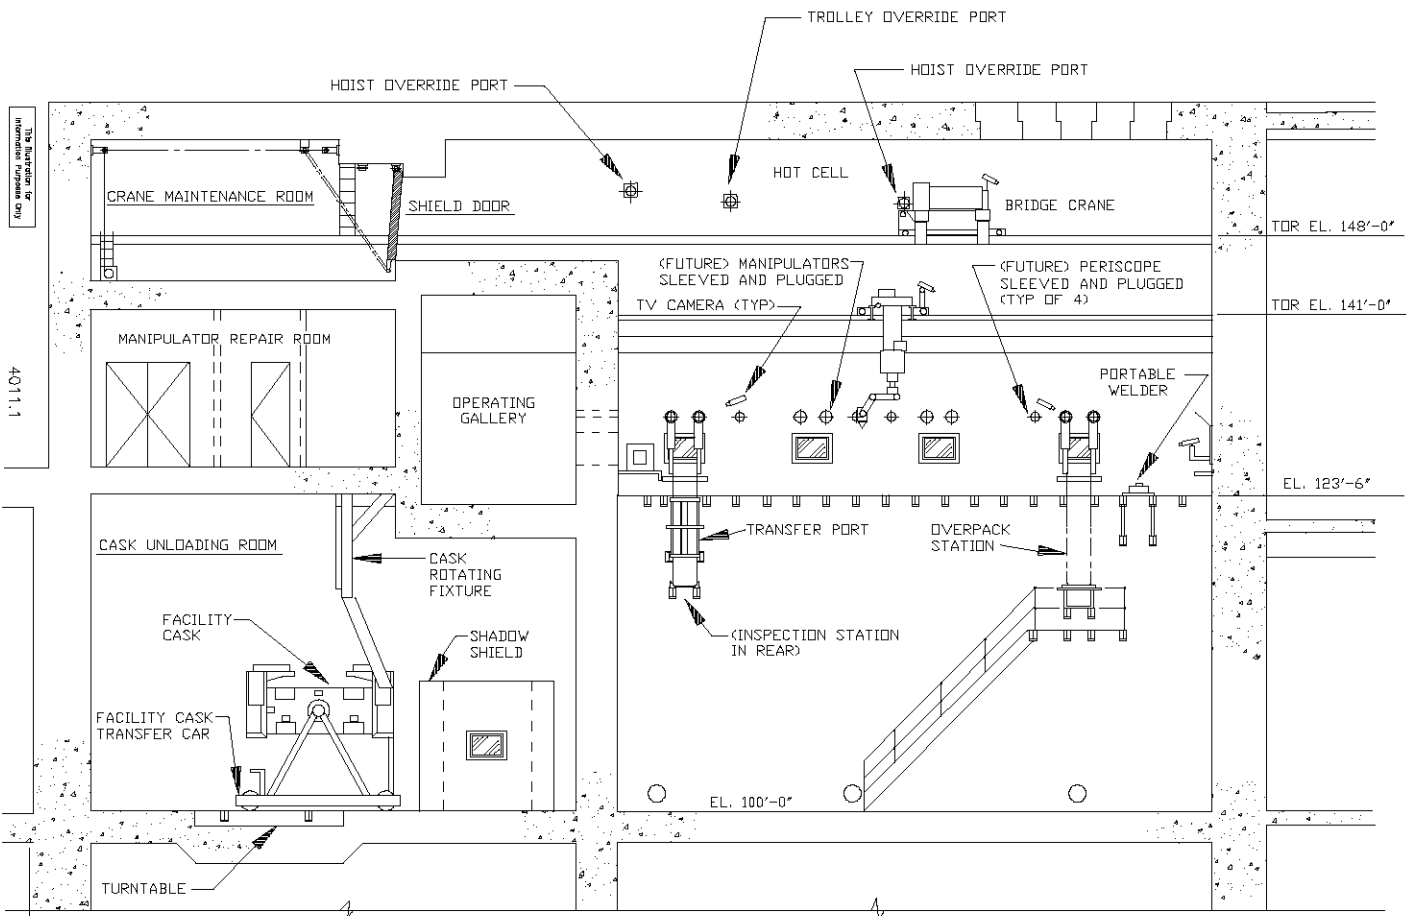 TROLLEY OVERRIDE PORT
HOIST OVERRIDE PORT
HOIST OVERRIDE PORT
This Illustration for
Information Purposes Only
HOT CELL
CRANE MAINTENANCE ROOM
SHIELD DOOR
BRIDGE CRANE
TOR EL. 148'-0"
(FUTURE) MANIPULATORS
SLEEVED AND PLUGGED
(FUTURE) PERISCOPE
SLEEVED AND PLUGGED
(TYP OF 4)
TV CAMERA (TYP)
TOR EL. 141'-0"
MANIPULATOR REPAIR ROOM
4011.1
PORTABLE
WELDER
OPERATING
GALLERY
EL. 123'-6"
TRANSFER PORT
OVERPACK
STATION
CASK UNLOADING ROOM
CASK
ROTATING
FIXTURE
FACILITY
CASK
SHADOW
SHIELD
(INSPECTION STATION
IN REAR)
FACILITY CASK
TRANSFER CAR
EL. 100'-0"
TURNTABLE